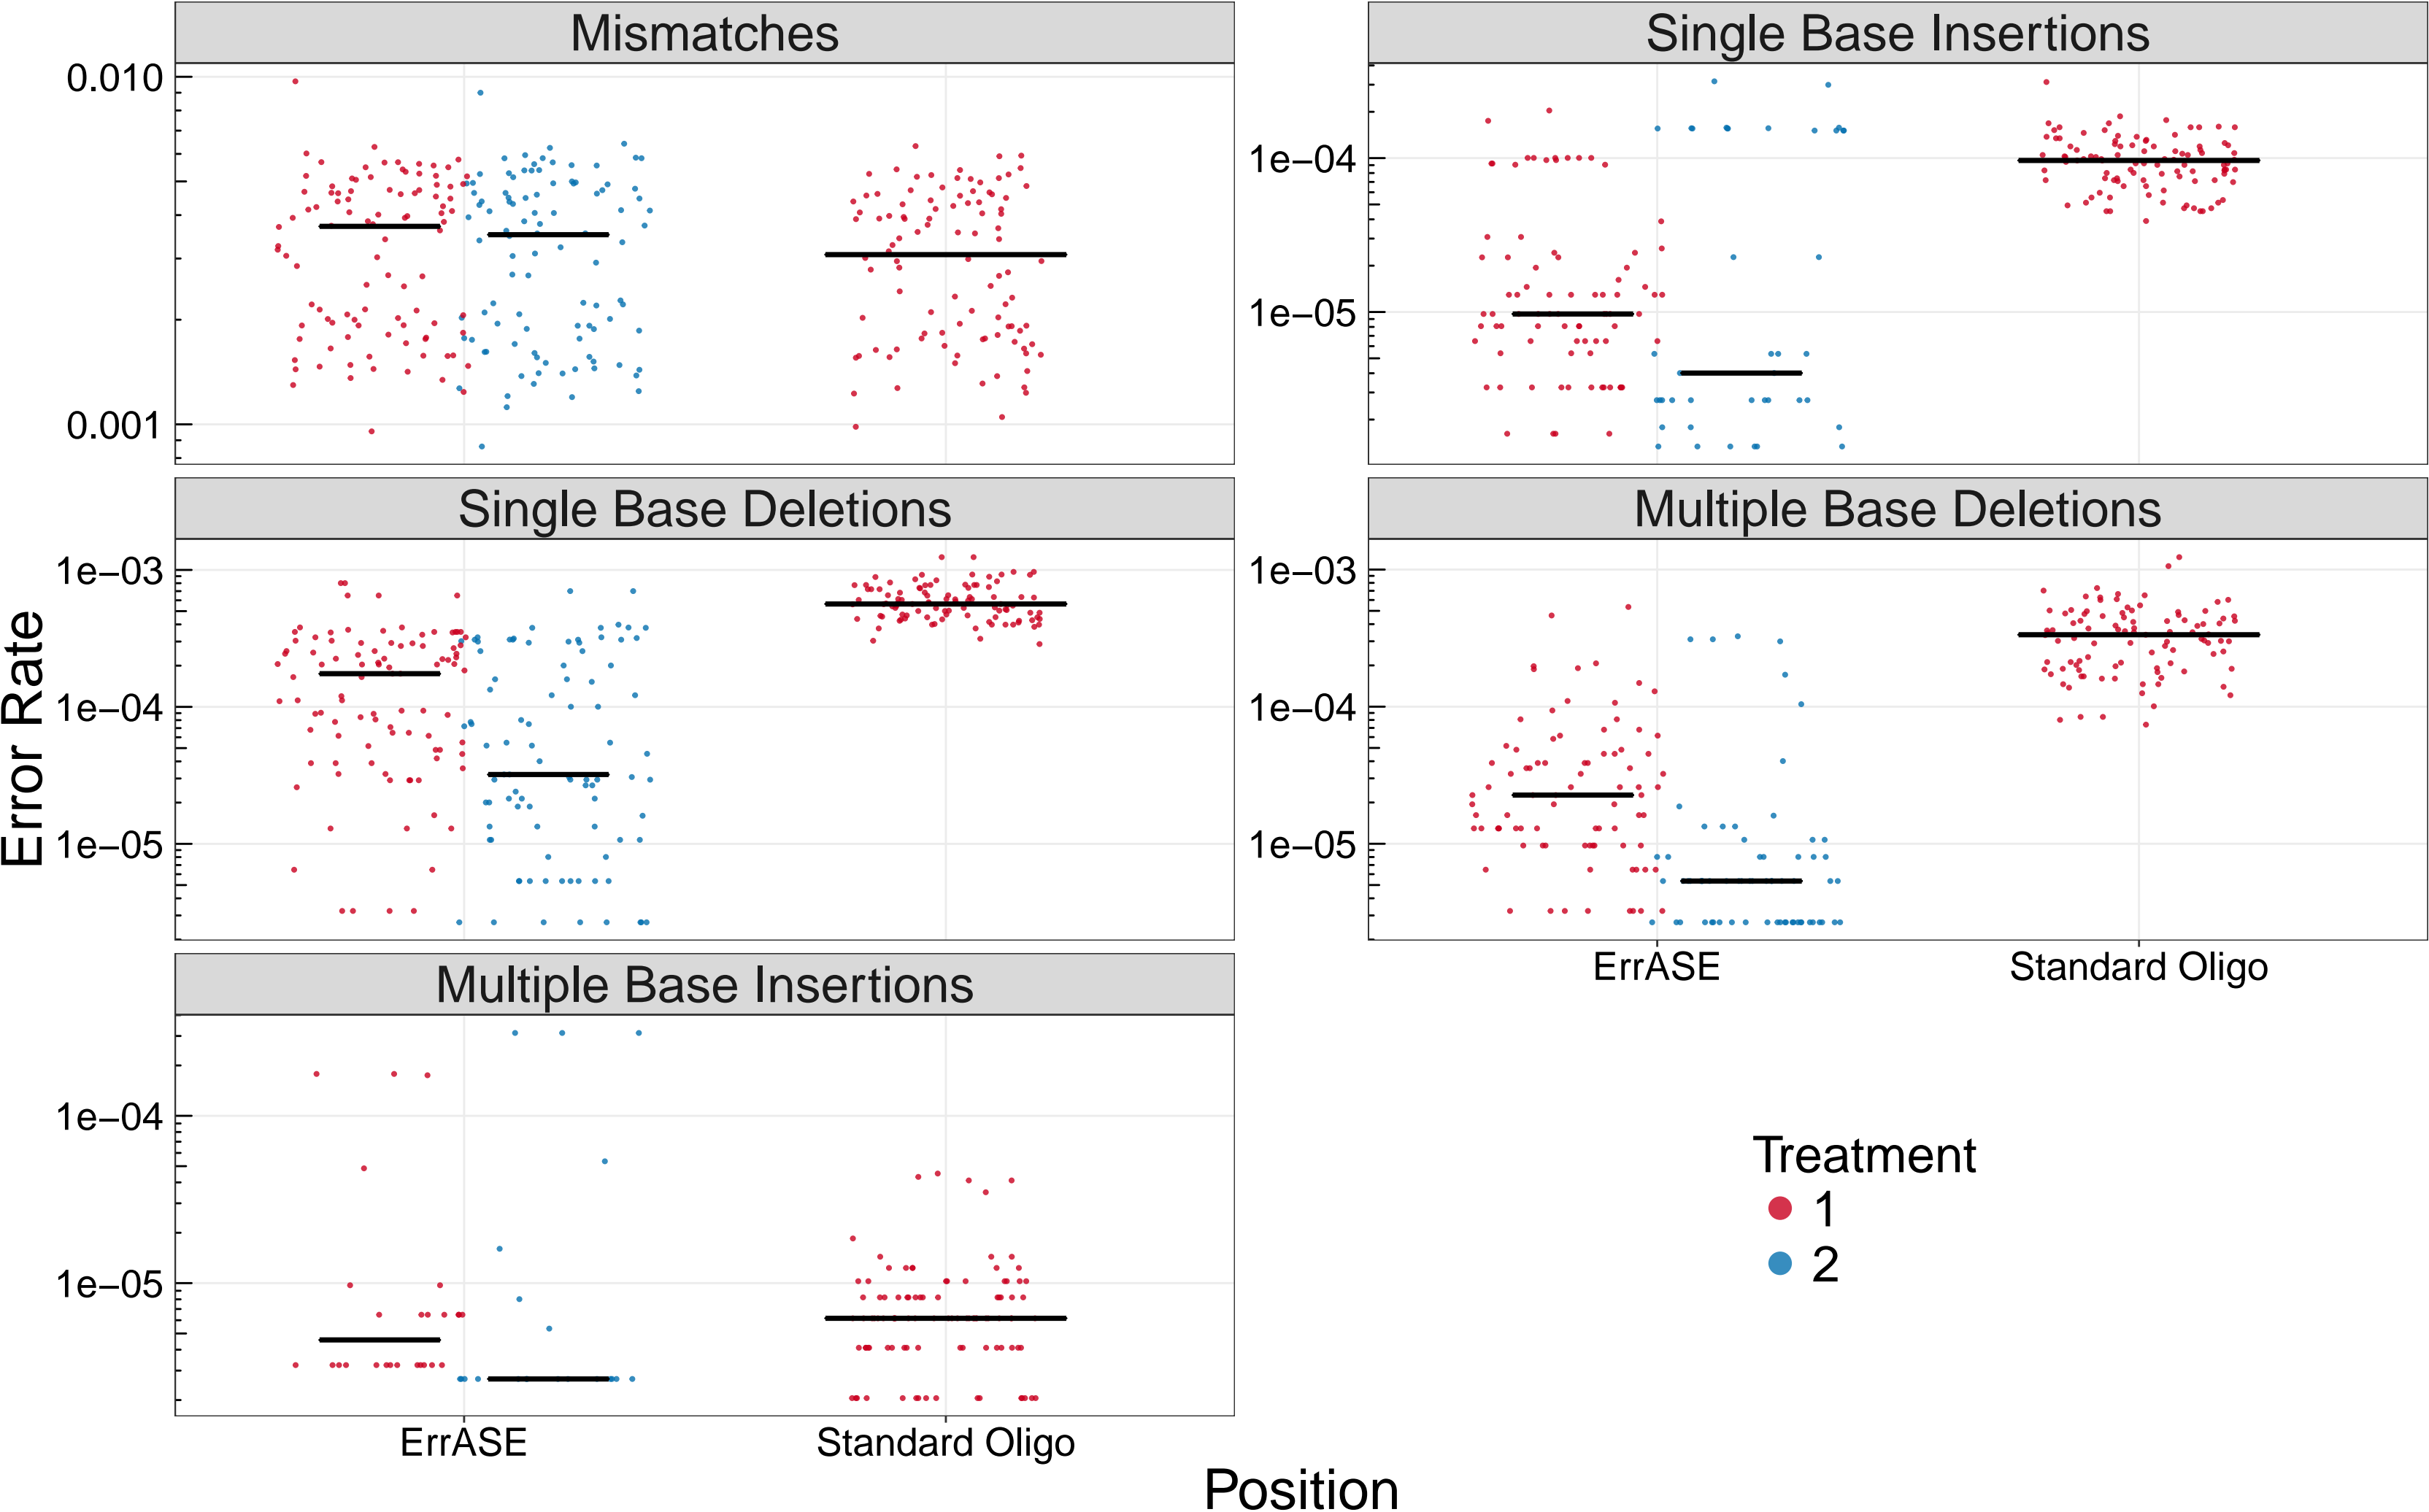 Mismatches
Single Base Insertions
0.010
0.001
1e−04
1e−05
Single Base Deletions
Multiple Base Deletions
1e−03
1e−04
1e−05
1e−03
1e−04
1e−05
ErrASE
Standard Oligo
Multiple Base Insertions
1e−04
1e−05
ErrASE
Standard Oligo
Error Rate
Position
Treatment
1
2